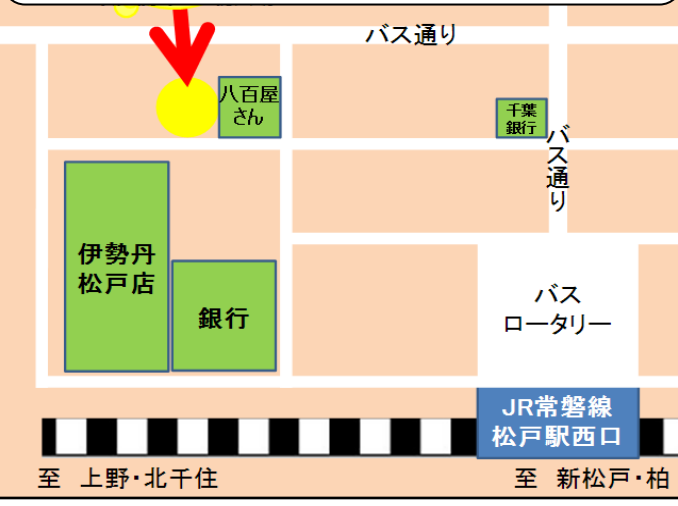 バス通り
八百屋
さん
千葉
銀行
バス通り
伊勢丹
松戸店
銀行
バス
ロータリー
JR常磐線
松戸駅西口
至 上野・北千住
至 新松戸・柏